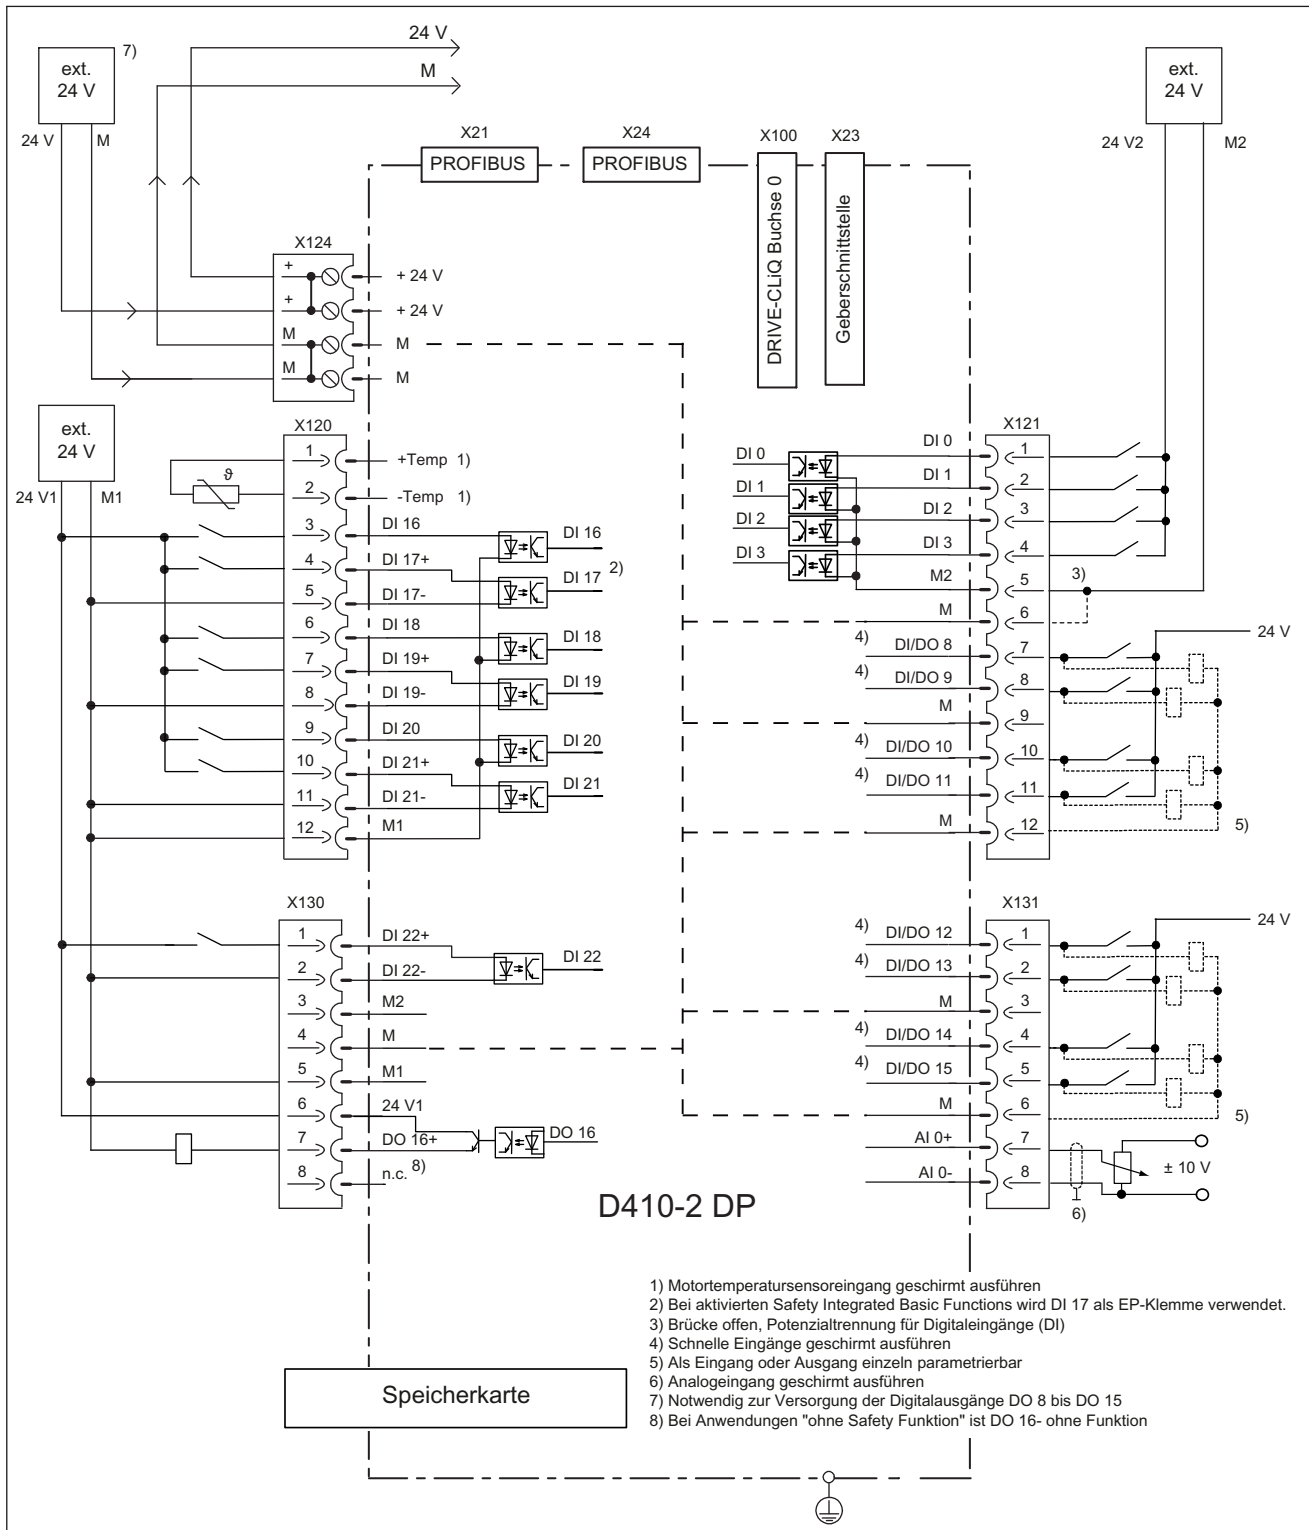 24 V
M
7)
ext.
24 V
24 V
M
ext.
24 V
24 V2
M2
X21
PROFIBUS
X24
PROFIBUS
X100
DRIVE-CLiQ Buchse 0
X23
Geberschnittstelle
X124
+
+ 24 V
+
+ 24 V
M
M
M
M
ext.
24 V
24 V1
M1
X120
1
+Temp 1)
2
-Temp 1)
3
DI 16
DI 16
4
DI 17+
DI 17
2)
5
DI 17-
6
DI 18
DI 18
7
DI 19+
DI 19
8
DI 19-
9
DI 20
DI 20
10
DI 21+
DI 21
11
DI 21-
12
M1
X121
DI 0
DI 0
1
DI 1
DI 1
2
DI 2
DI 2
3
DI 3
DI 3
4
M2
5
3)
M
6
24 V
4)
DI/DO 8
7
4)
DI/DO 9
8
M
9
4)
DI/DO 10
10
4)
DI/DO 11
11
M
12
5)
X130
1
DI 22+
DI 22
2
DI 22-
3
M2
4
M
5
M1
6
24 V1
7
DO 16+
DO 16
8
n.c. 8)
X131
24 V
4)
DI/DO 12
1
4)
DI/DO 13
2
M
3
4)
DI/DO 14
4
4)
DI/DO 15
5
M
6
5)
AI 0+
7
± 10 V
AI 0-
8
6)
D410-2 DP
1) Motortemperatursensoreingang geschirmt ausführen
2) Bei aktivierten Safety Integrated Basic Functions wird DI 17 als EP-Klemme verwendet.
3) Brücke offen, Potenzialtrennung für Digitaleingänge (DI)
4) Schnelle Eingänge geschirmt ausführen
5) Als Eingang oder Ausgang einzeln parametrierbar
6) Analogeingang geschirmt ausführen
7) Notwendig zur Versorgung der Digitalausgänge DO 8 bis DO 15
8) Bei Anwendungen "ohne Safety Funktion" ist DO 16- ohne Funktion
Speicherkarte
ϑ